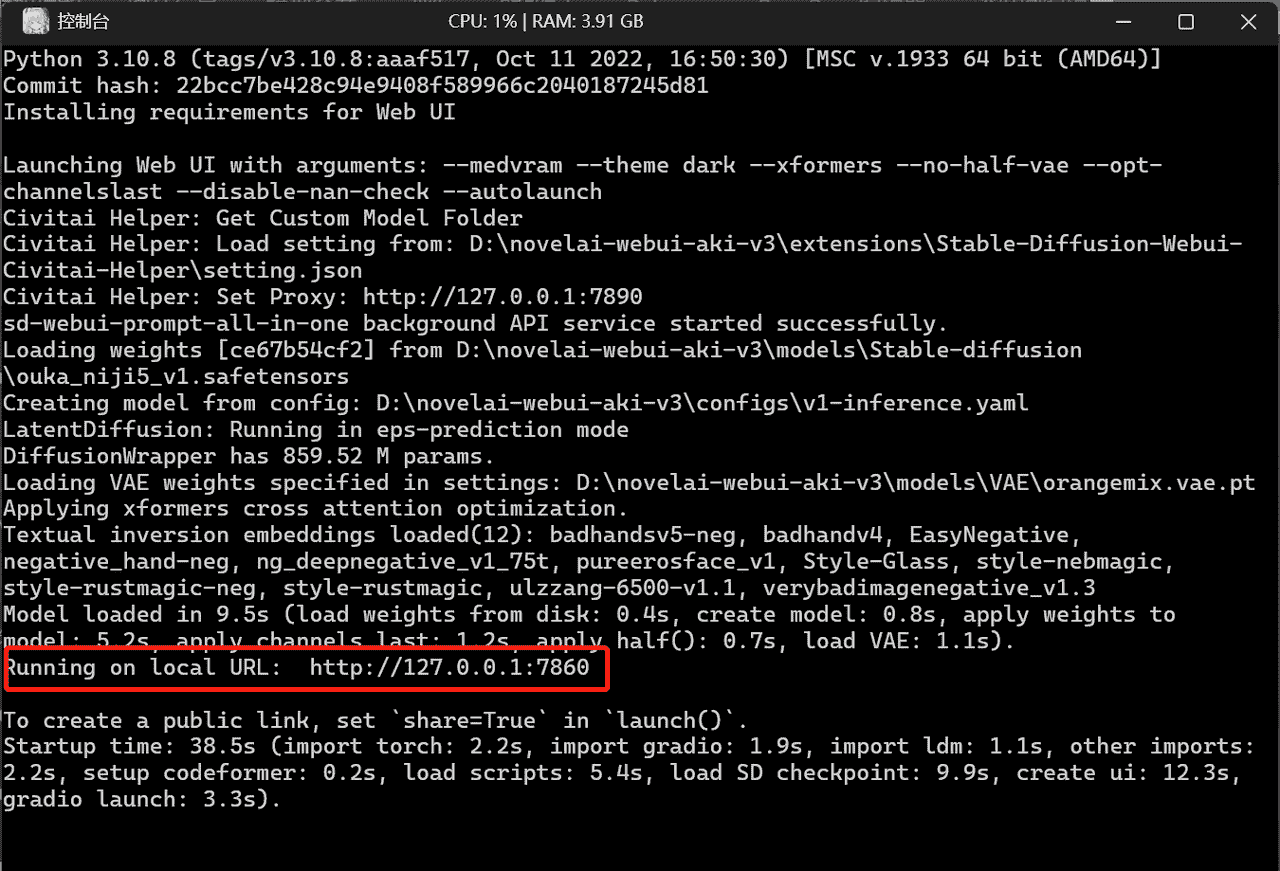 控制台
CPU: 1% | RAM: 3.91 GB
Python 3.10.8 (tags/v3.10.8:aaaf517, Oct 11 2022, 16:50:30) [MSC v.1933 64 bit (AMD64)]
Commit hash: 22bcc7be428c94e9408f589966c2040187245d81
Installing requirements for Web UI
Launching Web UI with arguments: --medvram --theme dark --xformers --no-half-vae --opt-
channelslast --disable-nan-check --autolaunch
Civitai Helper: Get Custom Model Folder
Civitai Helper: Load setting from: D:\novelai-webui-aki-v3\extensions\Stable-Diffusion-Webui-
Civitai-Helper\setting.json
Civitai Helper: Set Proxy: http://127.0.0.1:7890
sd-webui-prompt-all-in-one background API service started successfully.
Loading weights [ce67b54cf2] from D:\novelai-webui-aki-v3\models\Stable-diffusion
\ouka_niji5_v1.safetensors
Creating model from config: D:\novelai-webui-aki-v3\configs\v1-inference.yaml
LatentDiffusion: Running in eps-prediction mode
DiffusionWrapper has 859.52 M params.
Loading VAE weights specified in settings: D:\novelai-webui-aki-v3\models\VAE\orangemix.vae.pt
Applying xformers cross attention optimization.
Textual inversion embeddings loaded(12): badhandsv5-neg, badhandv4, EasyNegative,
negative_hand-neg, ng_deepnegative_v1_75t, pureerosface_v1, Style-Glass, style-nebmagic,
style-rustmagic-neg, style-rustmagic, ulzzang-6500-v1.1, verybadimagenegative_v1.3
Model loaded in 9.5s (load weights from disk: 0.4s, create model: 0.8s, apply weights to
model: 5.2s, apply channels_last: 1.2s, apply half(): 0.7s, load VAE: 1.1s).
Running on local URL:  http://127.0.0.1:7860
To create a public link, set `share=True` in `launch()`.
Startup time: 38.5s (import torch: 2.2s, import gradio: 1.9s, import ldm: 1.1s, other imports:
2.2s, setup codeformer: 0.2s, load scripts: 5.4s, load SD checkpoint: 9.9s, create ui: 12.3s,
gradio launch: 3.3s).